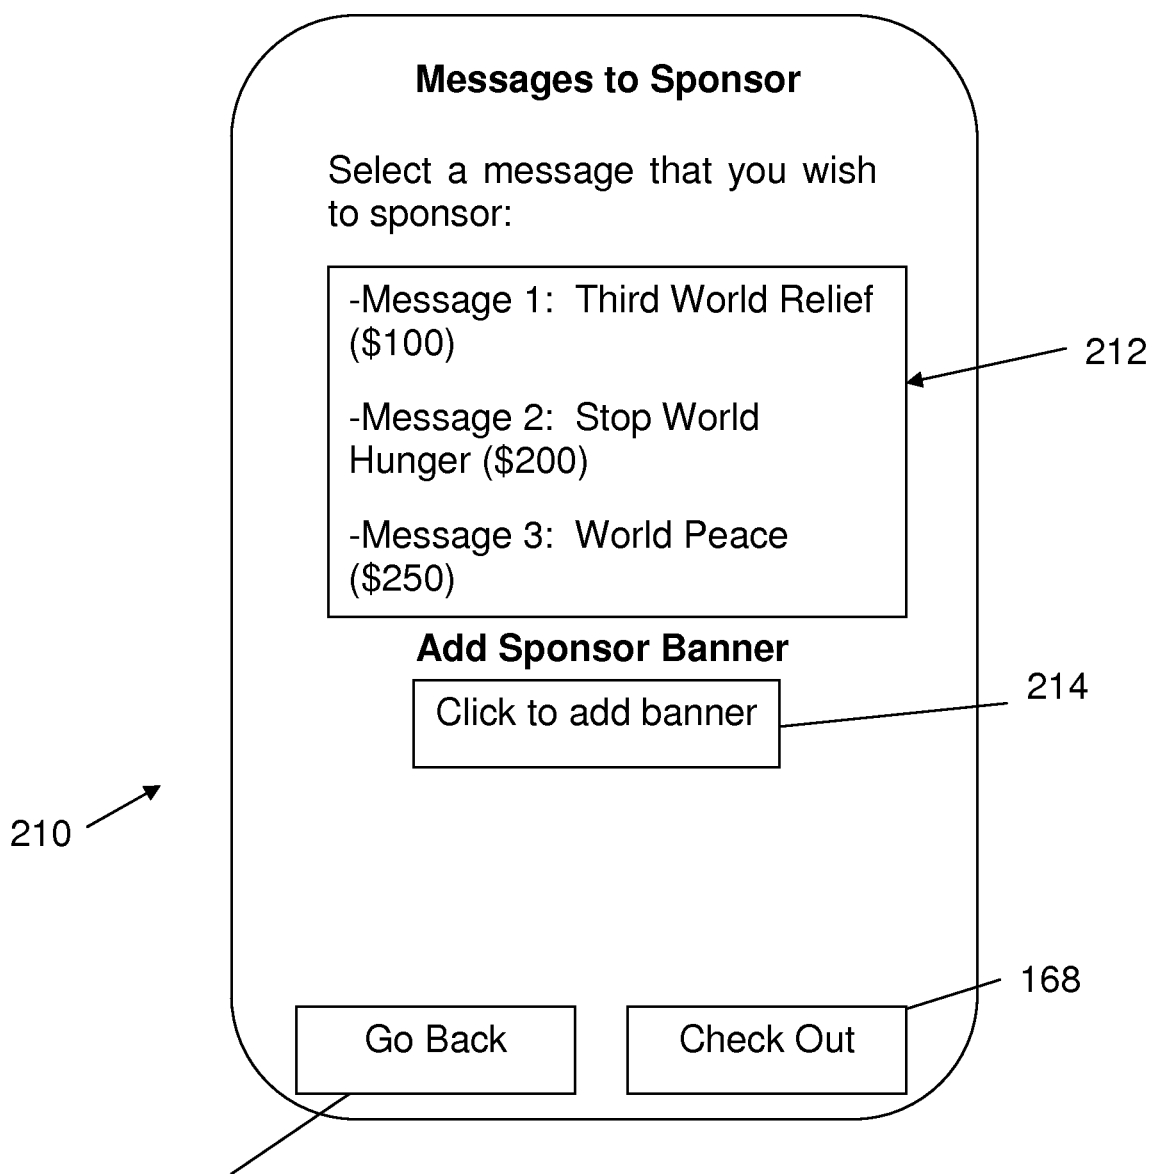 Messages to Sponsor
Select a message that you wish
to sponsor:
-Message 1:  Third World Relief
($100)
212
-Message 2:  Stop World
Hunger ($200)
-Message 3:  World Peace
($250)
Add Sponsor Banner
Click to add banner
214
210
168
Go Back
Check Out